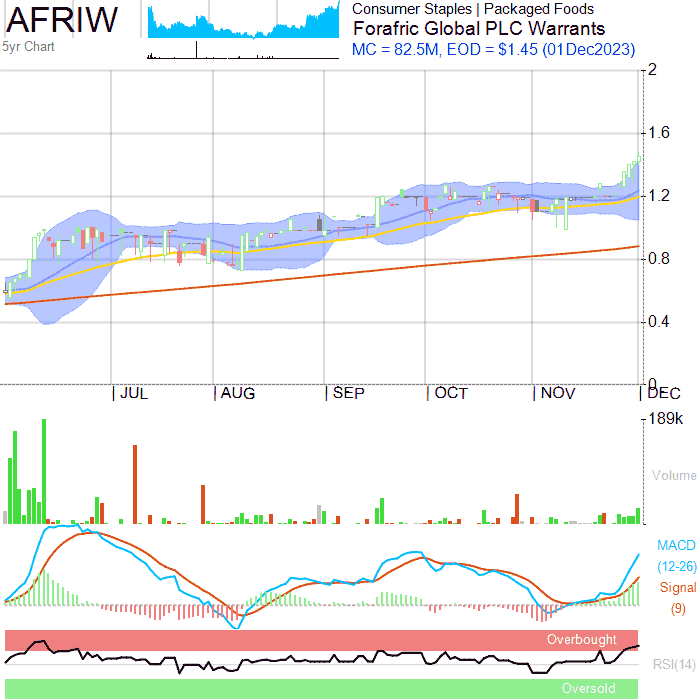 AFRIW
5yr Chart
Consumer Staples | Packaged Foods
Forafric Global PLC Warrants
MC = 82.5M, EOD = $1.45 (01Dec2023)
2
1.6
1.2
0.8
0.4
0
JUL AUG SEP OCT NOV DEC
189k
Volume
MACD
(12-26)
Signal
(9)
Overbought
RSI(14)
Oversold